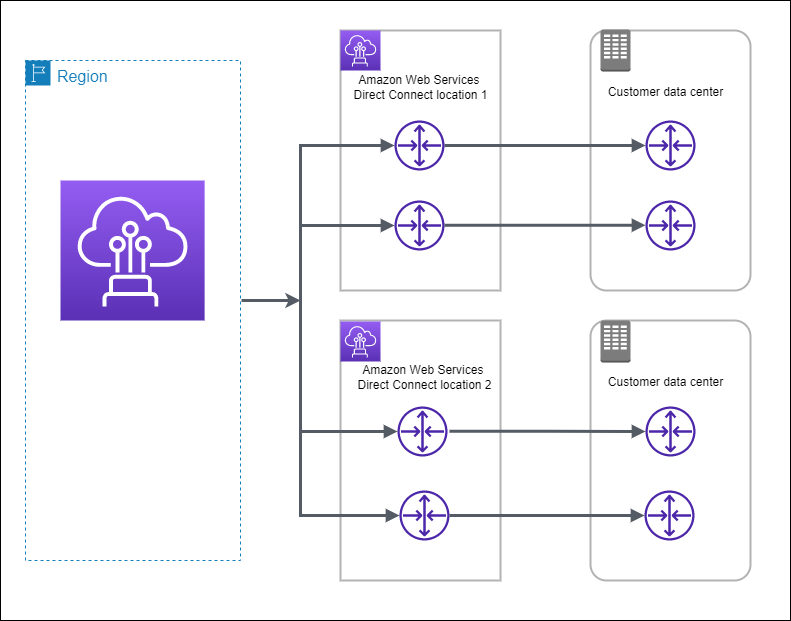 Region
Amazon Web Services
Direct Connect location 1
Customer data center
Amazon Web Services
Direct Connect location 2
Customer data center